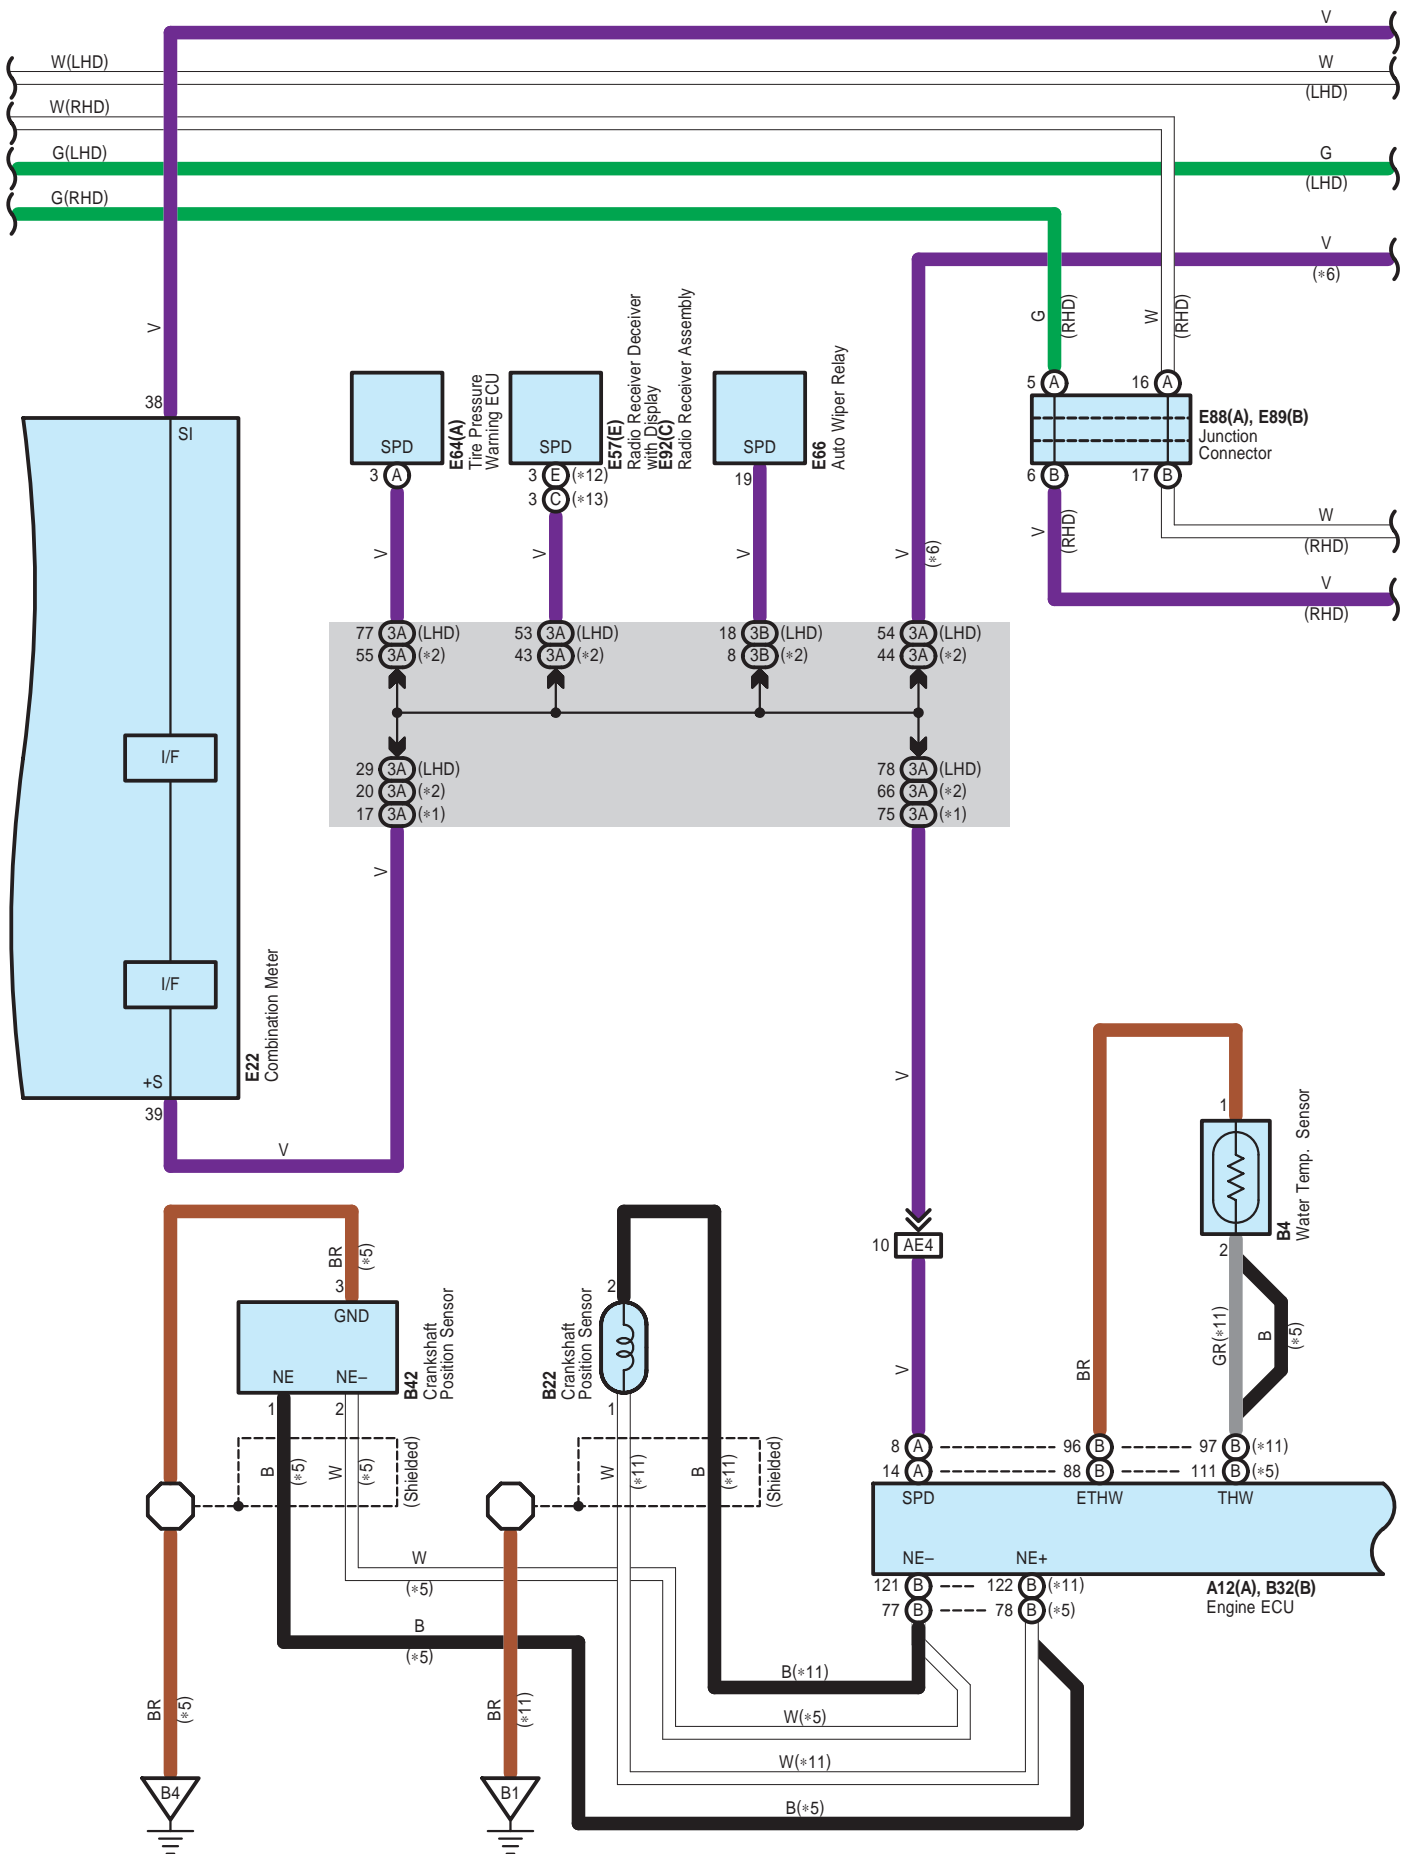 V
W(LHD)
W
(LHD)
W(RHD)
G(LHD)
G
(LHD)
G(RHD)
V
(*6)
V
G
(RHD)
W
(RHD)
38
SI
SPD
E64(A)
Tire Pressure
Warning ECU
3 A
SPD
E57(E)
Radio Receiver Deceiver
with Display
E92(C)
Radio Receiver Assembly
3 E (*12)
3 C (*13)
SPD
E66
Auto Wiper Relay
19
5 A
16 A
E88(A), E89(B)
Junction
Connector
6 B
17 B
V
V
V
V
(*6)
V
(RHD)
W
(RHD)
V
(RHD)
77 3A (LHD)
55 3A (*2)
53 3A (LHD)
43 3A (*2)
18 3B (LHD)
8 3B (*2)
54 3A (LHD)
44 3A (*2)
29 3A (LHD)
20 3A (*2)
17 3A (*1)
78 3A (LHD)
66 3A (*2)
75 3A (*1)
I/F
I/F
V
E22
Combination Meter
+S
39
V
V
1
B4
Water Temp. Sensor
2
10 AE4
BR
(*5)
3
GND
NE
NE–
B42
Crankshaft
Position Sensor
1
2
2
B22
Crankshaft
Position Sensor
1
V
BR
GR(*11)
B
(*5)
B
(*5)
W
(*5)
(Shielded)
W
(*11)
B
(*11)
(Shielded)
8 A
96 B
97 B (*11)
14 A
88 B
111 B (*5)
SPD
ETHW
THW
NE–
NE+
121 B
122 B (*11)
77 B
78 B (*5)
A12(A), B32(B)
Engine ECU
W
(*5)
B
(*5)
B(*11)
BR
(*5)
BR
(*11)
W(*5)
W(*11)
B(*5)
B4
B1